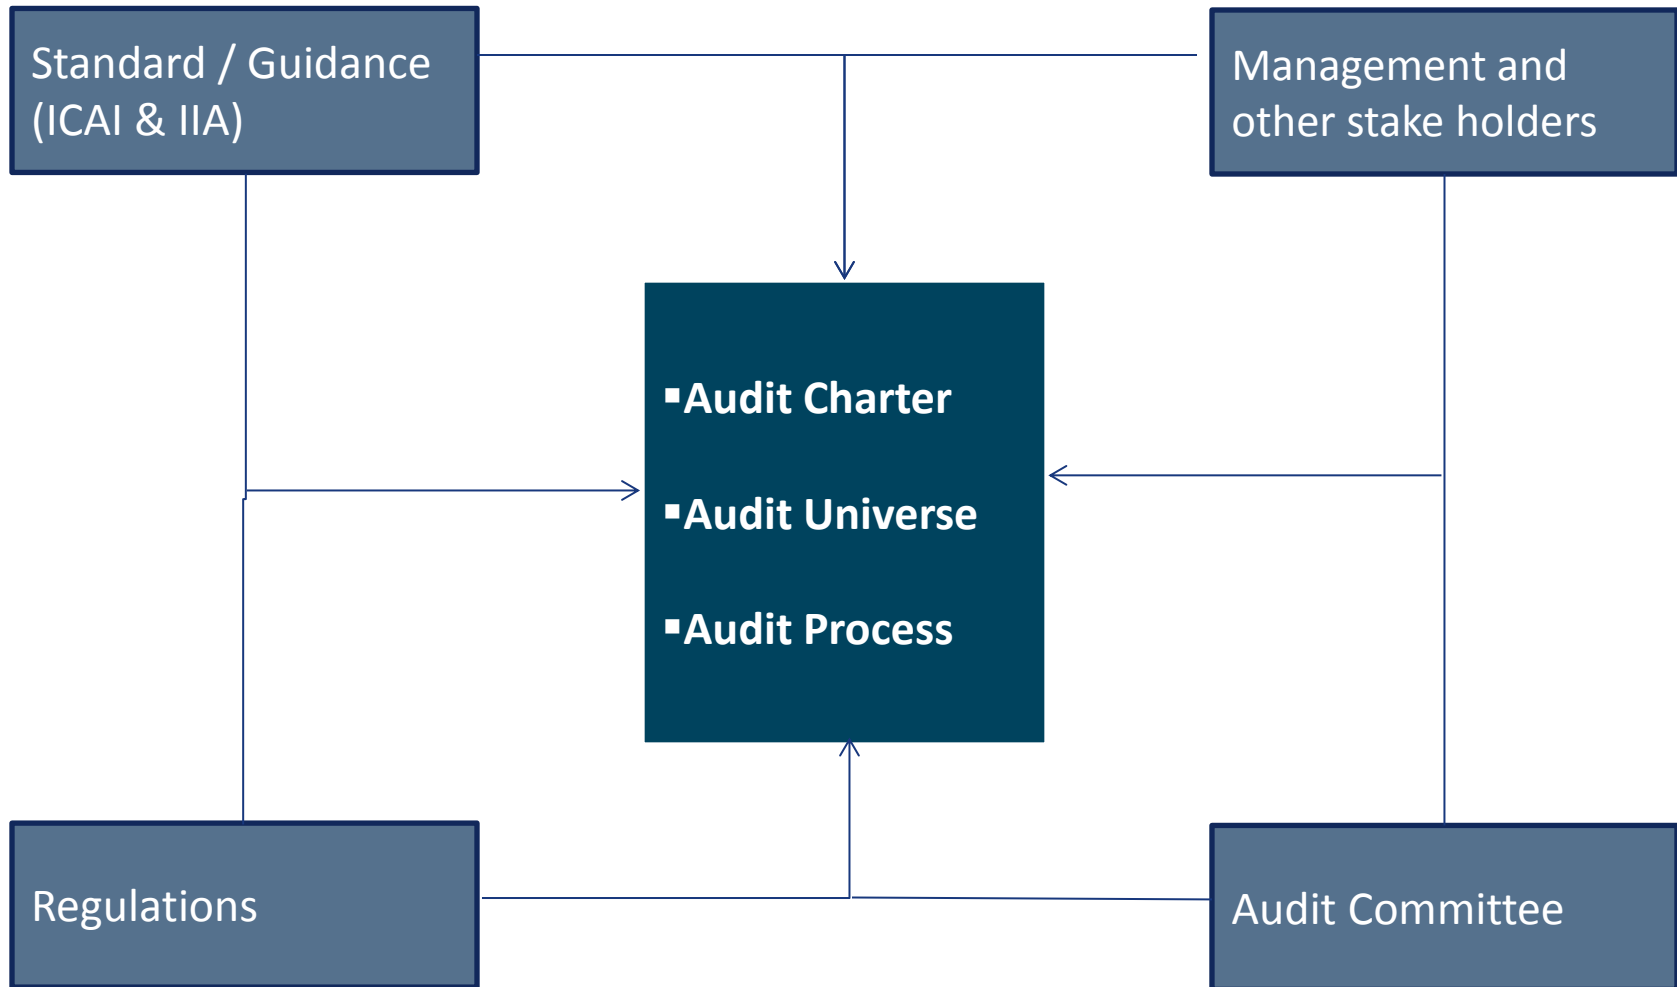 Standard / Guidance
(ICAI & IIA)
Management and
other stake holders
▪Audit Charter
▪Audit Universe
▪Audit Process
Regulations
Audit Committee